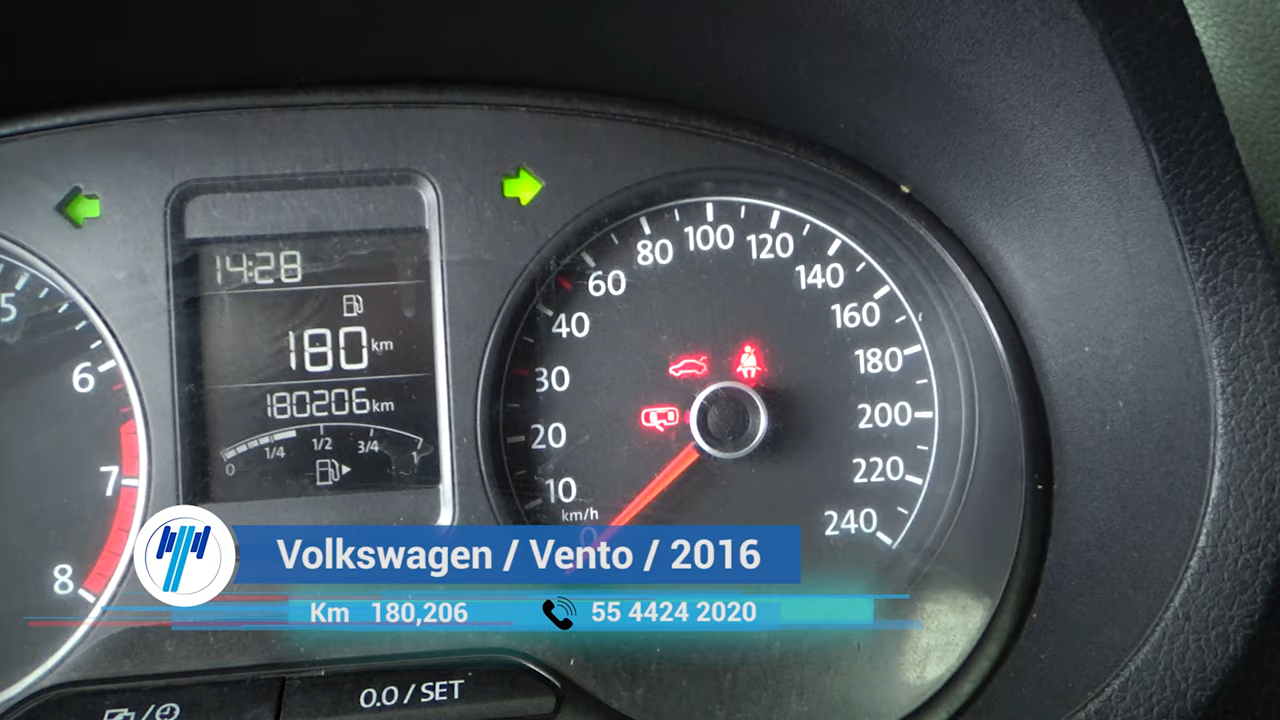 14:28
180 km
180206 km
0 1/4 1/2 3/4 1
5
6
7
8
0
10
20
30
40
60
80
100
120
140
160
180
200
220
240
km/h
Volkswagen / Vento / 2016
Km 180,206
55 4424 2020
0.0 / SET